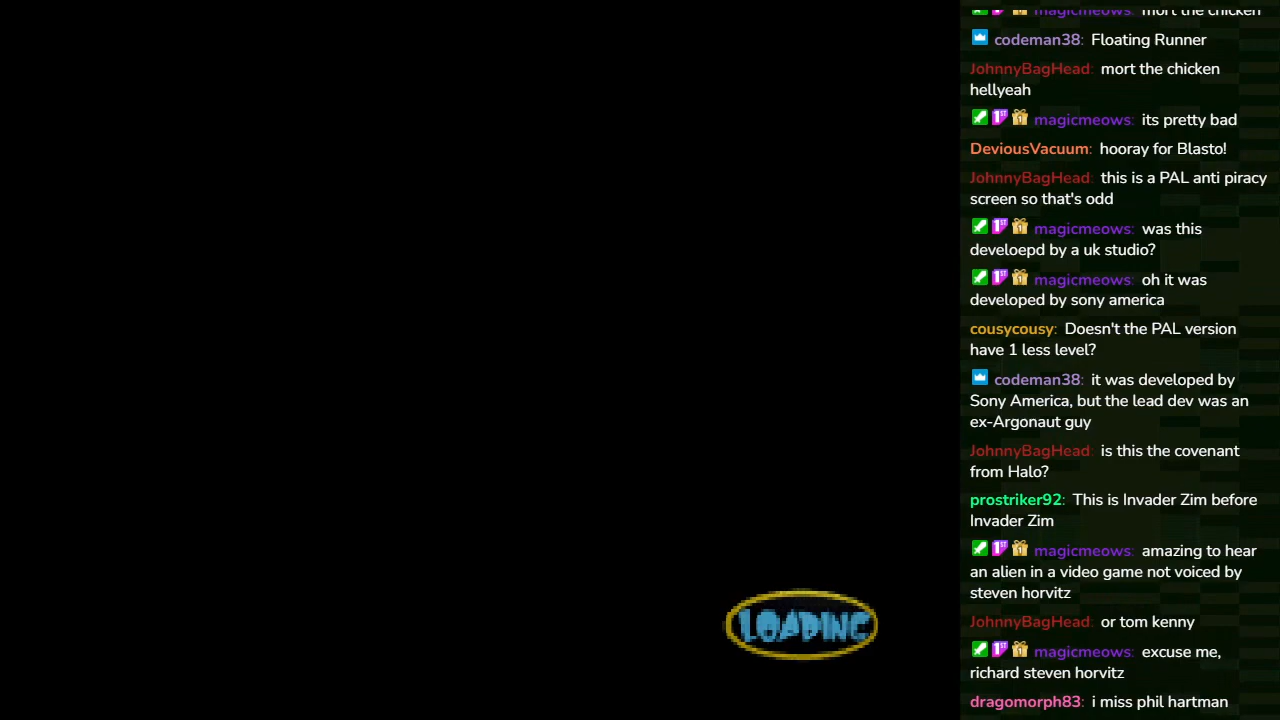 magicmeows: mort the chicken
codeman38: Floating Runner
JohnnyBagHead: mort the chicken
hellyeah
magicmeows: its pretty bad
DeviousVacuum: hooray for Blasto!
JohnnyBagHead: this is a PAL anti piracy
screen so that's odd
magicmeows: was this
develoepd by a uk studio?
magicmeows: oh it was
developed by sony america
cousycousy: Doesn't the PAL version
have 1 less level?
codeman38: it was developed by
Sony America, but the lead dev was an
ex-Argonaut guy
JohnnyBagHead: is this the covenant
from Halo?
prostriker92: This is Invader Zim before
Invader Zim
magicmeows: amazing to hear
an alien in a video game not voiced by
steven horvitz
LOADING
JohnnyBagHead: or tom kenny
magicmeows: excuse me,
richard steven horvitz
dragomorph83: i miss phil hartman